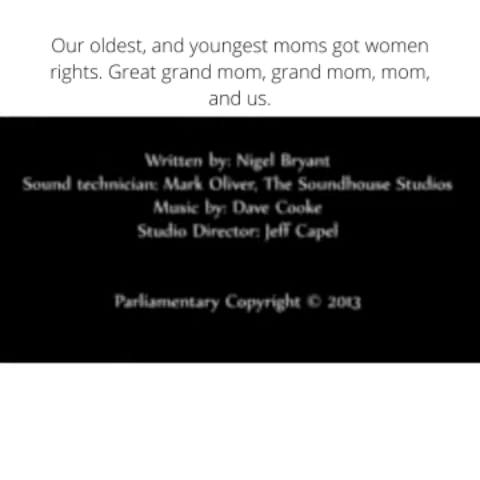 Our oldest, and youngest moms got women
rights. Great grand mom, grand mom, mom,
and us.
Written by: Nigel Bryant
Sound technician: Mark Oliver, The Soundhouse Studios
Music by: Dave Cooke
Studio Director: Jeff Capel
Parliamentary Copyright © 2013